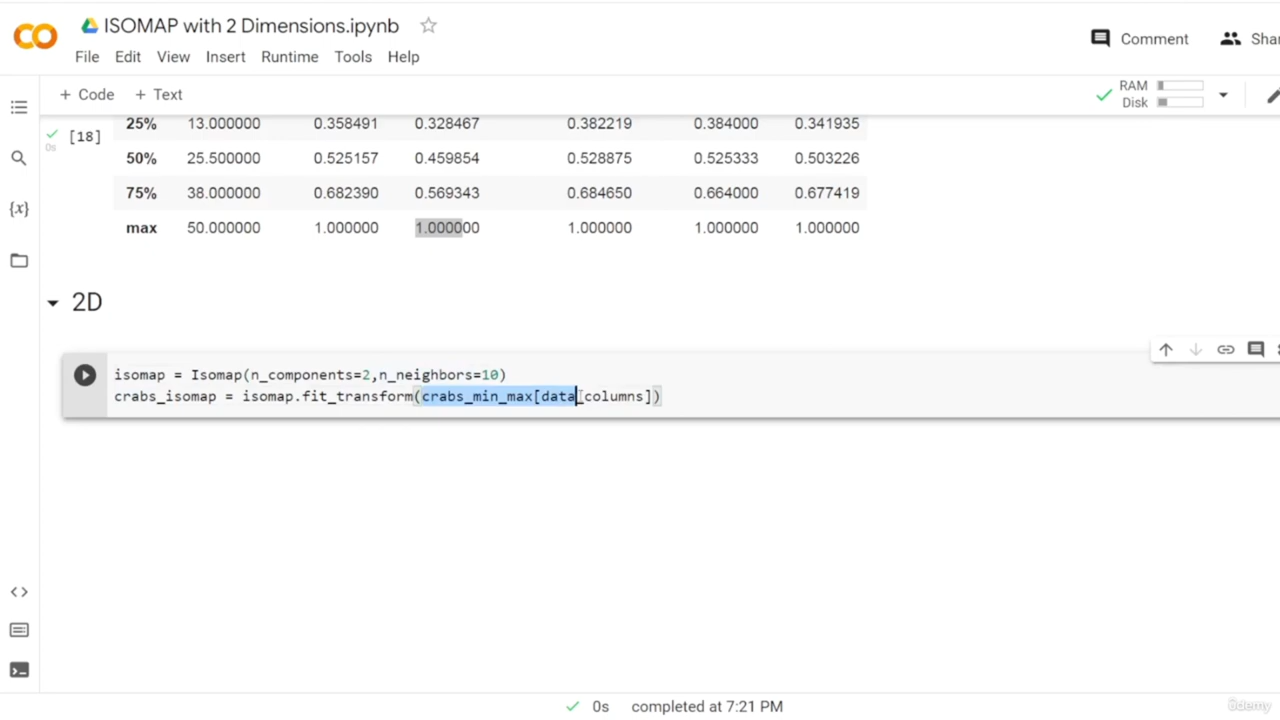 ISOMAP with 2 Dimensions.ipynb
Comment
Shar
File Edit View Insert Runtime Tools Help
+ Code + Text
RAM
Disk
[18]
0s
25% 13.000000 0.358491 0.328467 0.382219 0.384000 0.341935
50% 25.500000 0.525157 0.459854 0.528875 0.525333 0.503226
75% 38.000000 0.682390 0.569343 0.684650 0.664000 0.677419
max 50.000000 1.000000 1.000000 1.000000 1.000000 1.000000
{x}
2D
isomap = Isomap(n_components=2,n_neighbors=10)
crabs_isomap = isomap.fit_transform(crabs_min_max[data_columns])
0s completed at 7:21 PM
ûdemy